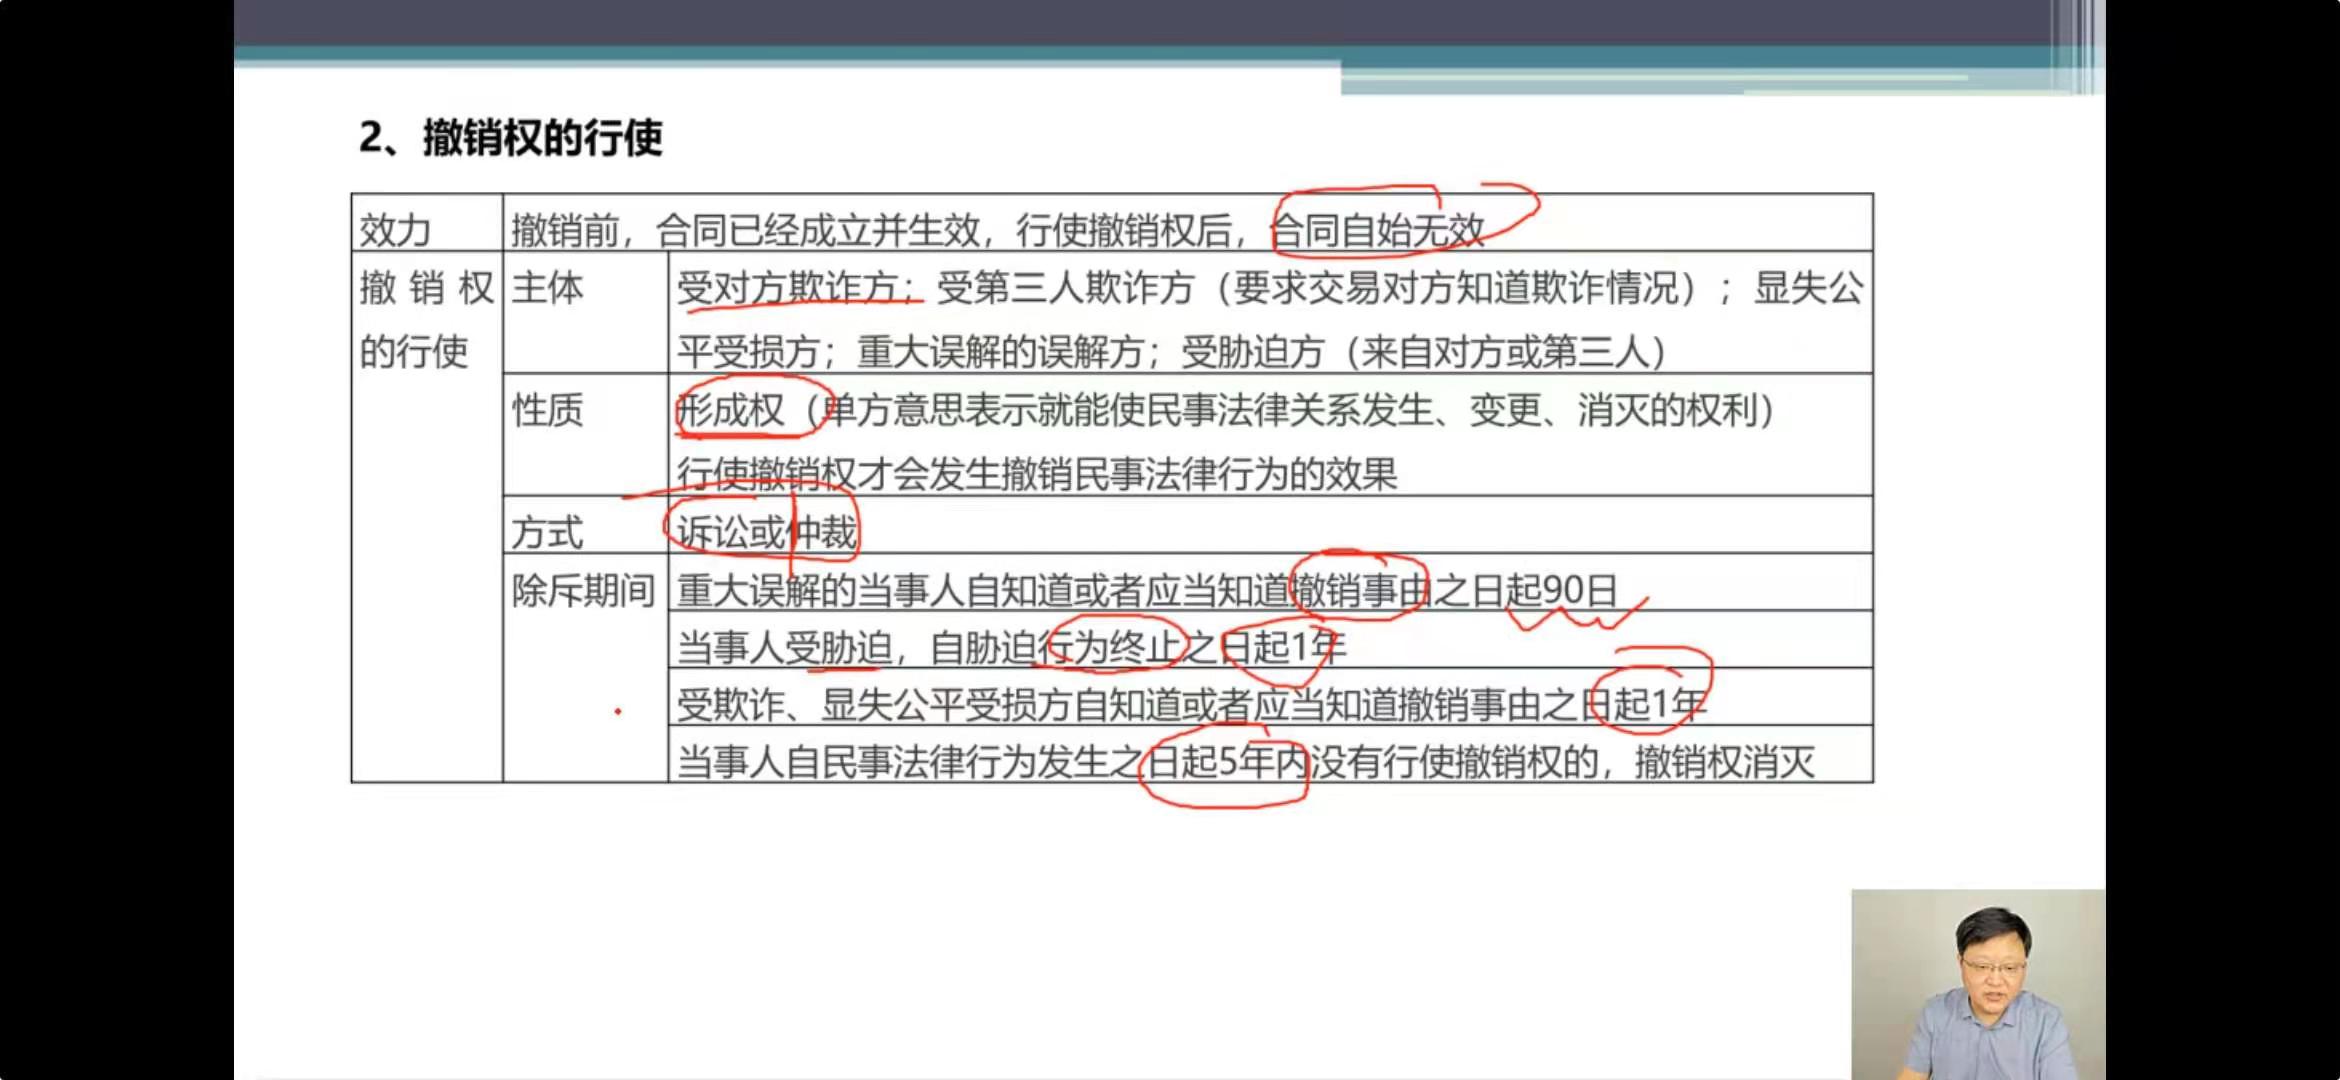 2、撤销权的行使
效力 撤销前，合同已经成立并生效，行使撤销权后，合同自始无效
撤销权 主体 受对方欺诈方；受第三人欺诈方（要求交易对方知道欺诈情况）；显失公
的行使 平受损方；重大误解的误解方；受胁迫方（来自对方或第三人）
性质 形成权（单方意思表示就能使民事法律关系发生、变更、消灭的权利）
行使撤销权才会发生撤销民事法律行为的效果
方式 诉讼或仲裁
除斥期间 重大误解的当事人自知道或者应当知道撤销事由之日起90日
当事人受胁迫，自胁迫行为终止之日起1年
受欺诈、显失公平受损方自知道或者应当知道撤销事由之日起1年
当事人自民事法律行为发生之日起5年内没有行使撤销权的，撤销权消灭